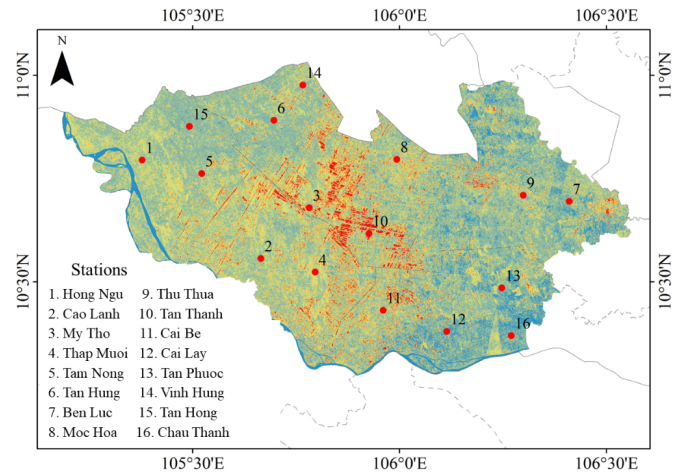 105°30'E 106°0'E 106°30'E
N
11°0'N 11°0'N
14
6
15
8
1
5
9
7
3
10
2
4
10°30'N 10°30'N
13
11
12
16
Stations
1. Hong Ngu 9. Thu Thua
2. Cao Lanh 10. Tan Thanh
3. My Tho 11. Cai Be
4. Thap Muoi 12. Cai Lay
5. Tam Nong 13. Tan Phuoc
6. Tan Hung 14. Vinh Hung
7. Ben Luc 15. Tan Hong
8. Moc Hoa 16. Chau Thanh
105°30'E 106°0'E 106°30'E